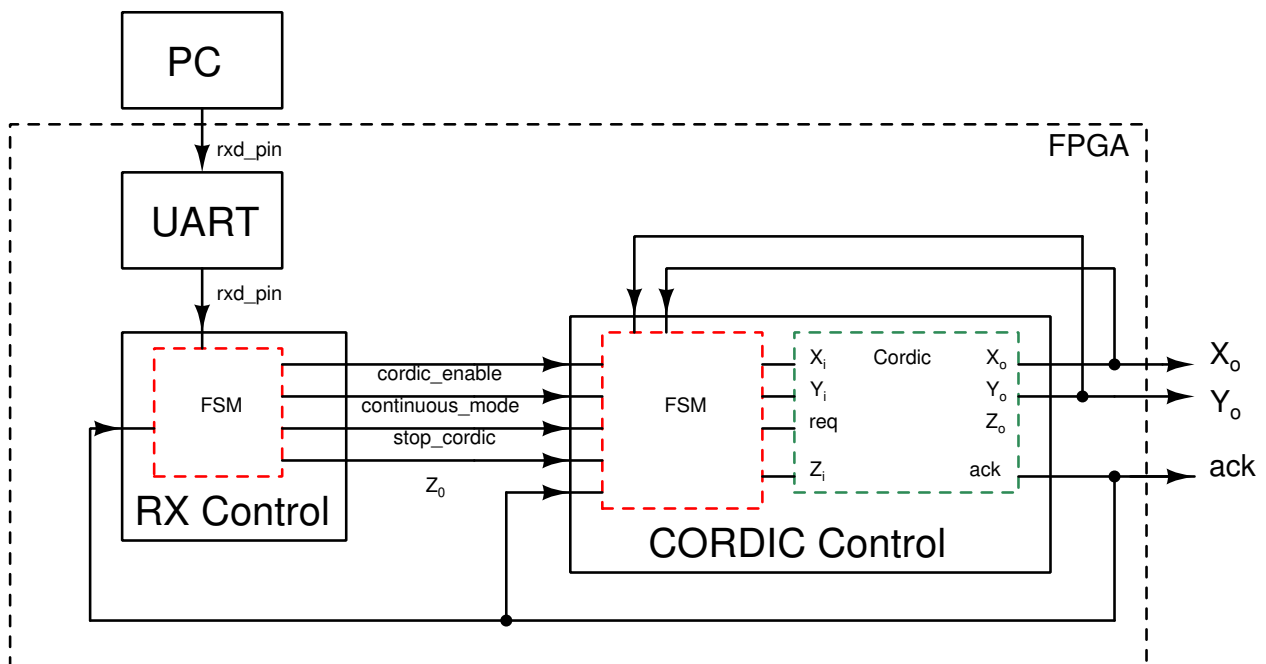 PC
FPGA
rxd_pin
UART
rxd_pin
FSM
RX Control
cordic_enable
continuous_mode
stop_cordic
Z₀
FSM
Cordic
Xᵢ
Yᵢ
req
Zᵢ
Xₒ
Yₒ
Zₒ
ack
CORDIC Control
Xₒ
Yₒ
ack